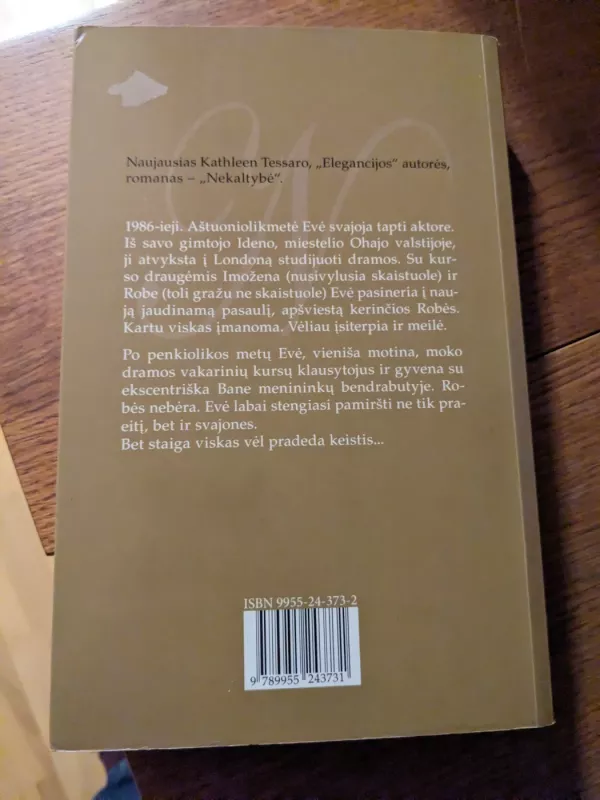 Naujausias Kathleen Tessaro, „Elegancijos“ autorės,
romanas – „Nekaltybė“.
1986-ieji. Aštuoniolikmetė Evė svajoja tapti aktore.
Iš savo gimtojo Ideno, miestelio Ohajo valstijoje,
ji atvyksta į Londoną studijuoti dramos. Su kur-
so draugėmis Imožena (nusivylusia skaistuole) ir
Robe (toli gražu ne skaistuole) Evė pasineria į nau-
ją jaudinamą pasaulį, apšviestą kerinčios Robės.
Kartu viskas įmanoma. Vėliau įsiterpia ir meilė.
Po penkiolikos metų Evė, vieniša motina, moko
dramos vakarinių kursų klausytojus ir gyvena su
ekscentriška Bane menininkų bendrabutyje. Ro-
bės nebėra. Evė labai stengiasi pamiršti ne tik pra-
eitį, bet ir svajones.
Bet staiga viskas vėl pradeda keistis...
ISBN 9955-24-373-2
9 789955 243731